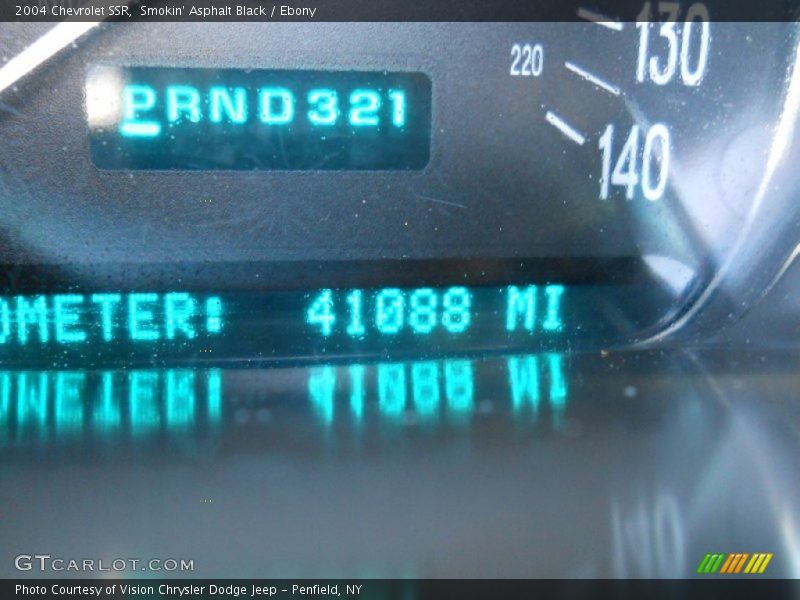 2004 Chevrolet SSR, Smokin' Asphalt Black / Ebony
130
220
PRND321
140
OMETER: 41088 MI
GTCARLOT.COM
Photo Courtesy of Vision Chrysler Dodge Jeep – Penfield, NY